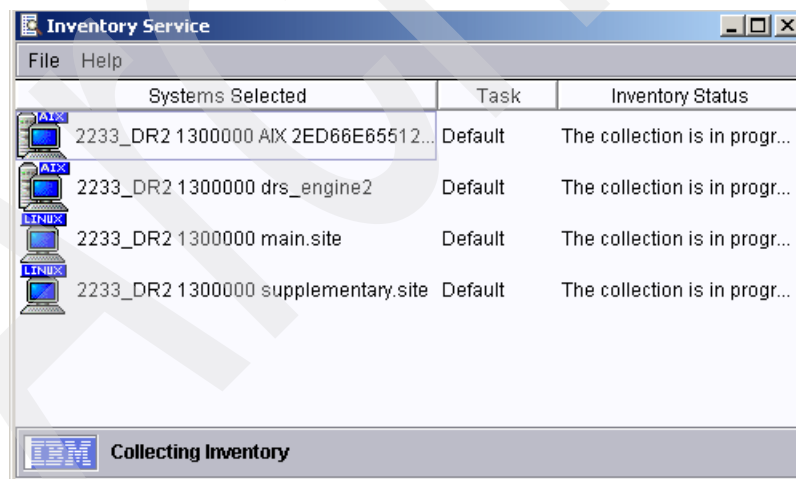 Inventory Service
File Help
Systems Selected Task Inventory Status
AIX
2233_DR2 1300000 AIX 2ED66E65512... Default The collection is in progr...
AIX
2233_DR2 1300000 drs_engine2 Default The collection is in progr...
LINUX
2233_DR2 1300000 main.site Default The collection is in progr...
LINUX
2233_DR2 1300000 supplementary.site Default The collection is in progr...
IBM Collecting Inventory